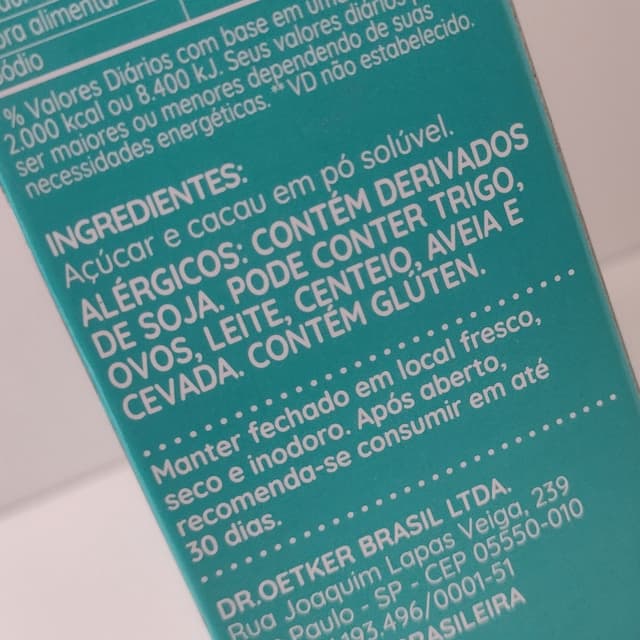 ra alimentar
ódio
% Valores Diários com base em uma
2.000 kcal ou 8.400 kJ. Seus valores diários p
ser maiores ou menores dependendo de suas
necessidades energéticas.** VD não estabelecido.
INGREDIENTES:
Açúcar e cacau em pó solúvel.
ALÉRGICOS: CONTÉM DERIVADOS
DE SOJA. PODE CONTER TRIGO,
OVOS, LEITE, CENTEIO, AVEIA E
CEVADA. CONTÉM GLÚTEN.
Manter fechado em local fresco,
seco e inodoro. Após aberto,
recomenda-se consumir em até
30 dias.
DR.OETKER BRASIL LTDA.
Rua Joaquim Lapas Veiga, 239
Paulo - SP - CEP 05550-010
193.496/0001-51
BRASILEIRA